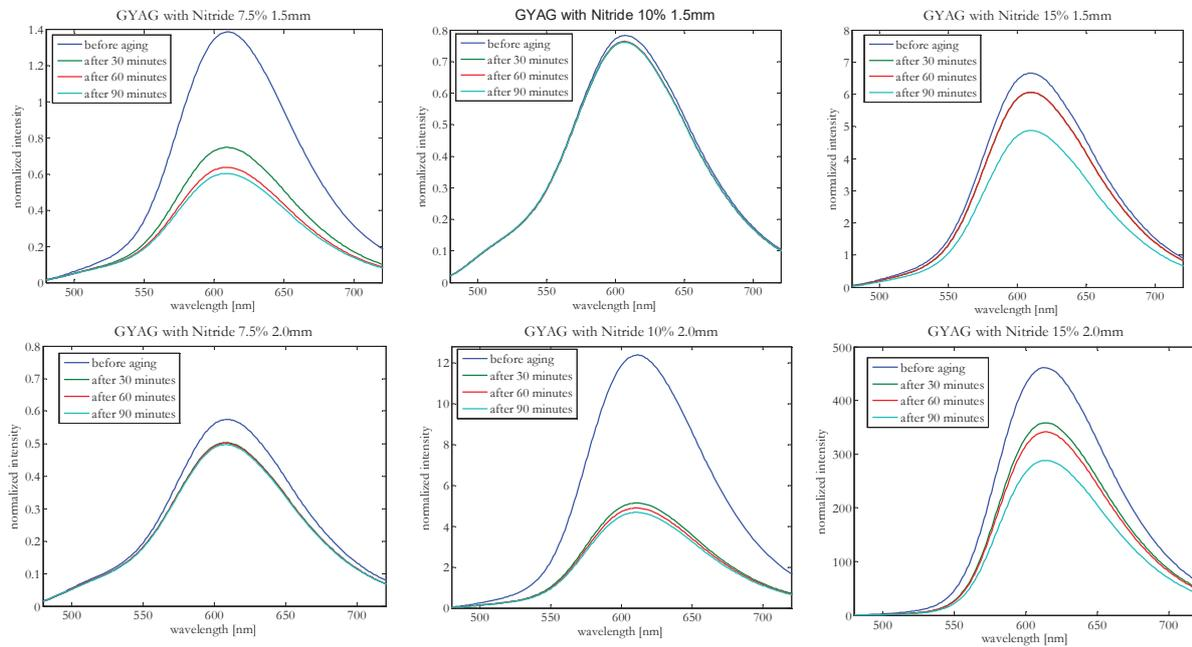 GYAG with Nitride 7.5% 1.5mm
1.4
1.2
1
0.8
0.6
0.4
0.2
0
normalized intensity
before aging
after 30 minutes
after 60 minutes
after 90 minutes
500 550 600 650 700
wavelength [nm]
GYAG with Nitride 10% 1.5mm
0.8
0.7
0.6
0.5
0.4
0.3
0.2
0.1
0
normalized intensity
before aging
after 30 minutes
after 60 minutes
after 90 minutes
500 550 600 650 700
wavelength [nm]
GYAG with Nitride 15% 1.5mm
8
7
6
5
4
3
2
1
0
normalized intensity
before aging
after 30 minutes
after 60 minutes
after 90 minutes
500 550 600 650 700
wavelength [nm]
GYAG with Nitride 7.5% 2.0mm
0.8
0.7
0.6
0.5
0.4
0.3
0.2
0.1
0
normalized intensity
before aging
after 30 minutes
after 60 minutes
after 90 minutes
500 550 600 650 700
wavelength [nm]
GYAG with Nitride 10% 2.0mm
12
10
8
6
4
2
0
normalized intensity
before aging
after 30 minutes
after 60 minutes
after 90 minutes
500 550 600 650 700
wavelength [nm]
GYAG with Nitride 15% 2.0mm
500
400
300
200
100
0
normalized intensity
before aging
after 30 minutes
after 60 minutes
after 90 minutes
500 550 600 650 700
wavelength [nm]